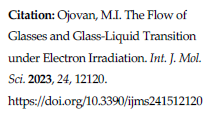 Citation: Ojovan, M.I. The Flow of
Glasses and Glass-Liquid Transition
under Electron Irradiation. Int. J. Mol.
Sci. 2023, 24, 12120.
https://doi.org/10.3390/ijms241512120